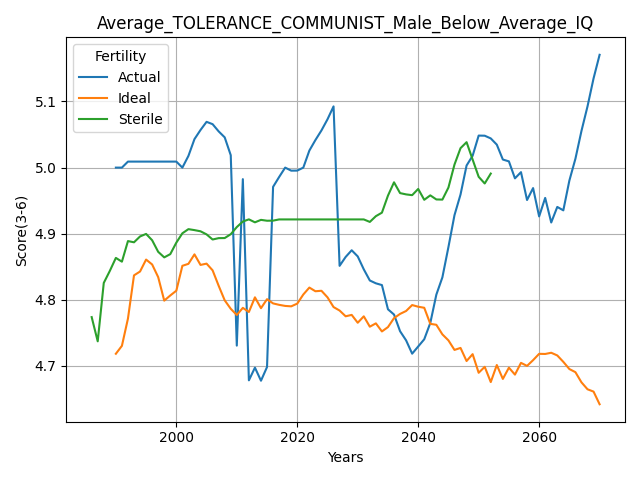 Average_TOLERANCE_COMMUNIST_Male_Below_Average_IQ
Fertility
Actual
Ideal
Sterile
Score(3-6)
5.1
5.0
4.9
4.8
4.7
2000 2020 2040 2060
Years